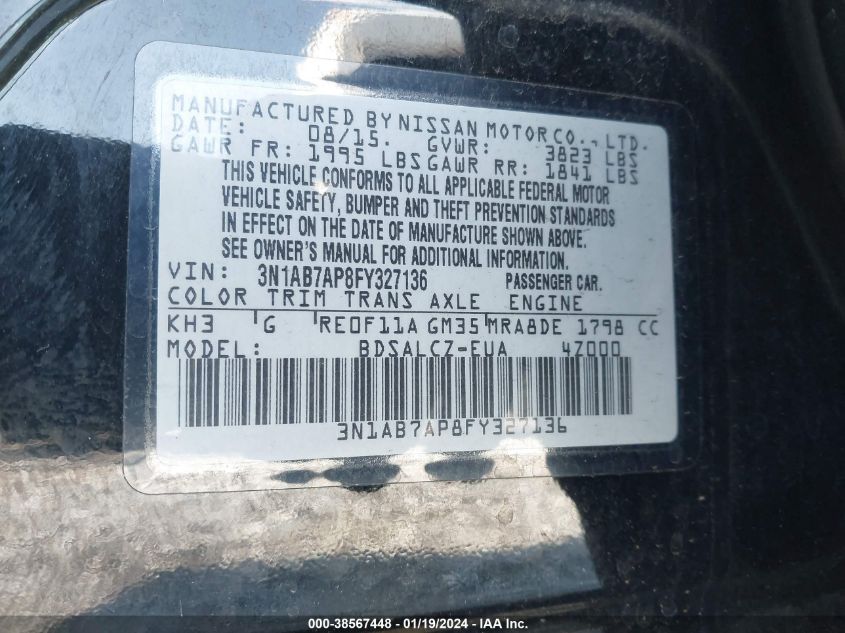 MANUFACTURED BY NISSAN MOTOR CO., LTD.
DATE: 08/15. GVWR: 3823 LBS
GAWR FR: 1995 LBS GAWR RR: 1841 LBS
THIS VEHICLE CONFORMS TO ALL APPLICABLE FEDERAL MOTOR
VEHICLE SAFETY, BUMPER AND THEFT PREVENTION STANDARDS
IN EFFECT ON THE DATE OF MANUFACTURE SHOWN ABOVE.
SEE OWNER'S MANUAL FOR ADDITIONAL INFORMATION.
VIN: 3N1AB7AP8FY327136 PASSENGER CAR.
COLOR TRIM TRANS AXLE ENGINE
KH3 G RE0F11A GM35 MRA8DE 1798 CC
MODEL: BDSALCZ-EUA 4Z000
3N1AB7AP8FY327136
000-38567448 - 01/19/2024 - © IAA Inc.